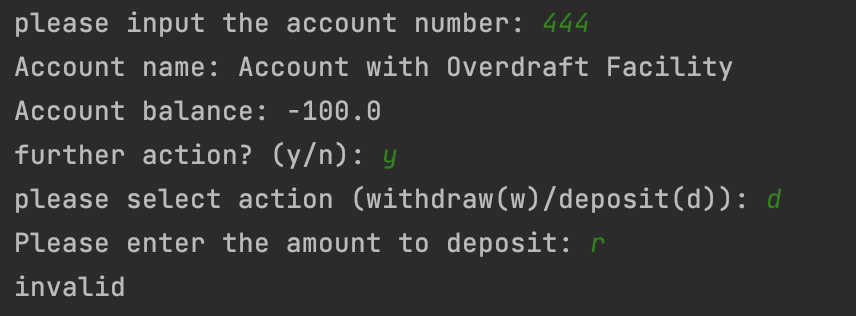 please input the account number: 444
Account name: Account with Overdraft Facility
Account balance: -100.0
further action? (y/n): y
please select action (withdraw(w)/deposit(d)): d
Please enter the amount to deposit: r
invalid